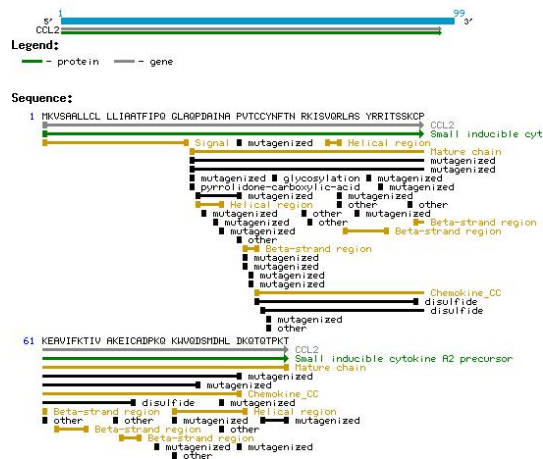 1 99
5' 3'
CCL2
Legend:
- protein - gene
Sequence:
1 MKVSAALLCL LLIAATFIPQ GLAQPDAINA PVTCCYNFTN RKISVQRLAS YRRITSSKCP
CCL2
Small inducible cyt
Signal mutagenized Helical region
Mature chain
mutagenized
mutagenized
mutagenized glycosylation mutagenized
pyrrolidone-carboxylic-acid mutagenized
mutagenized mutagenized
Helical region other other
mutagenized other mutagenized
mutagenized other Beta-strand region
mutagenized Beta-strand region
other
Beta-strand region
mutagenized
mutagenized
mutagenized
mutagenized
Chemokine_CC
disulfide
disulfide
mutagenized
other
61 KEAVIFKTIV AKEICADPKQ KWVQDSMDHL DKQTQTPKT
CCL2
Small inducible cytokine A2 precursor
Mature chain
mutagenized
mutagenized
Chemokine_CC
disulfide mutagenized
Beta-strand region Helical region
other other mutagenized mutagenized
Beta-strand region other
Beta-strand region
mutagenized mutagenized
other